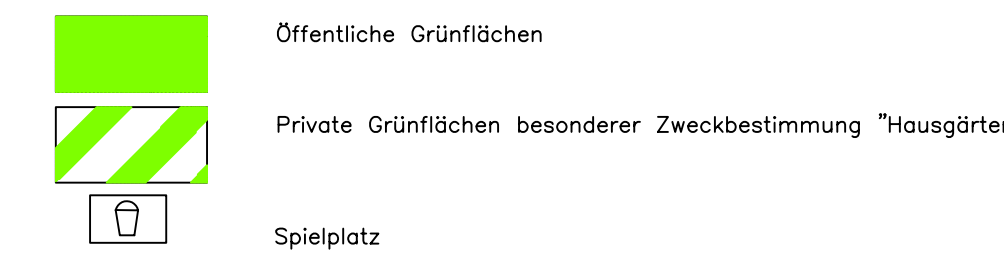 Öffentliche Grünflächen
Private Grünflächen besonderer Zweckbestimmung "Hausgärten
Spielplatz